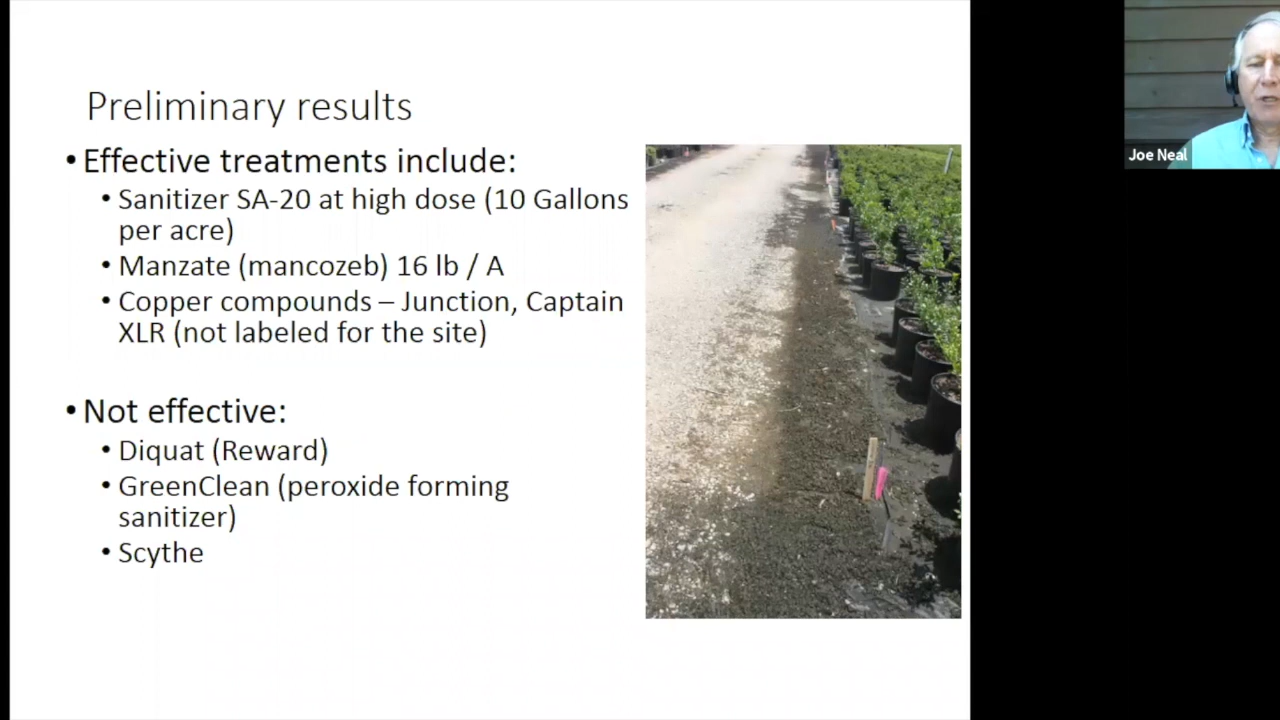 Preliminary results
• Effective treatments include:
• Sanitizer SA-20 at high dose (10 Gallons
per acre)
• Manzate (mancozeb) 16 lb / A
• Copper compounds – Junction, Captain
XLR (not labeled for the site)
• Not effective:
• Diquat (Reward)
• GreenClean (peroxide forming
sanitizer)
• Scythe
Joe Neal